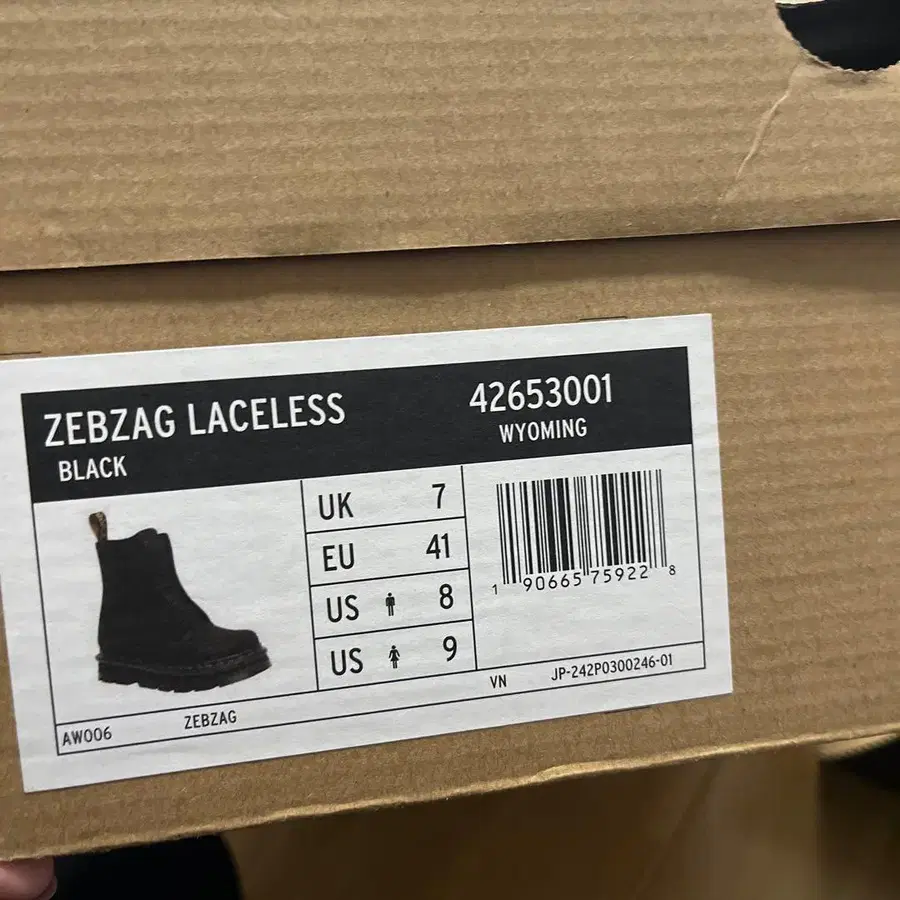 ZEBZAG LACELESS
BLACK
42653001
WYOMING
UK 7
EU 41
US 8
US 9
1 90665 75922 8
VN JP-242P0300246-01
AW006 ZEBZAG